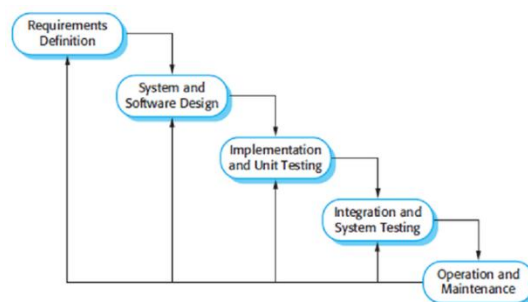 Requirements
Definition
System and
Software Design
Implementation
and Unit Testing
Integration and
System Testing
Operation and
Maintenance